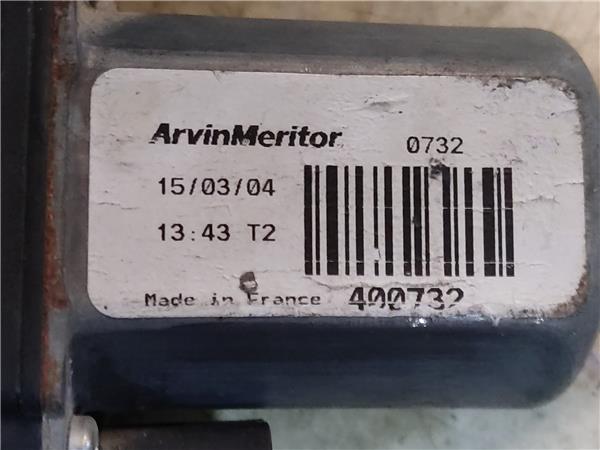 ArvinMeritor 0732
15/03/04
13:43 T2
Made in France 400732